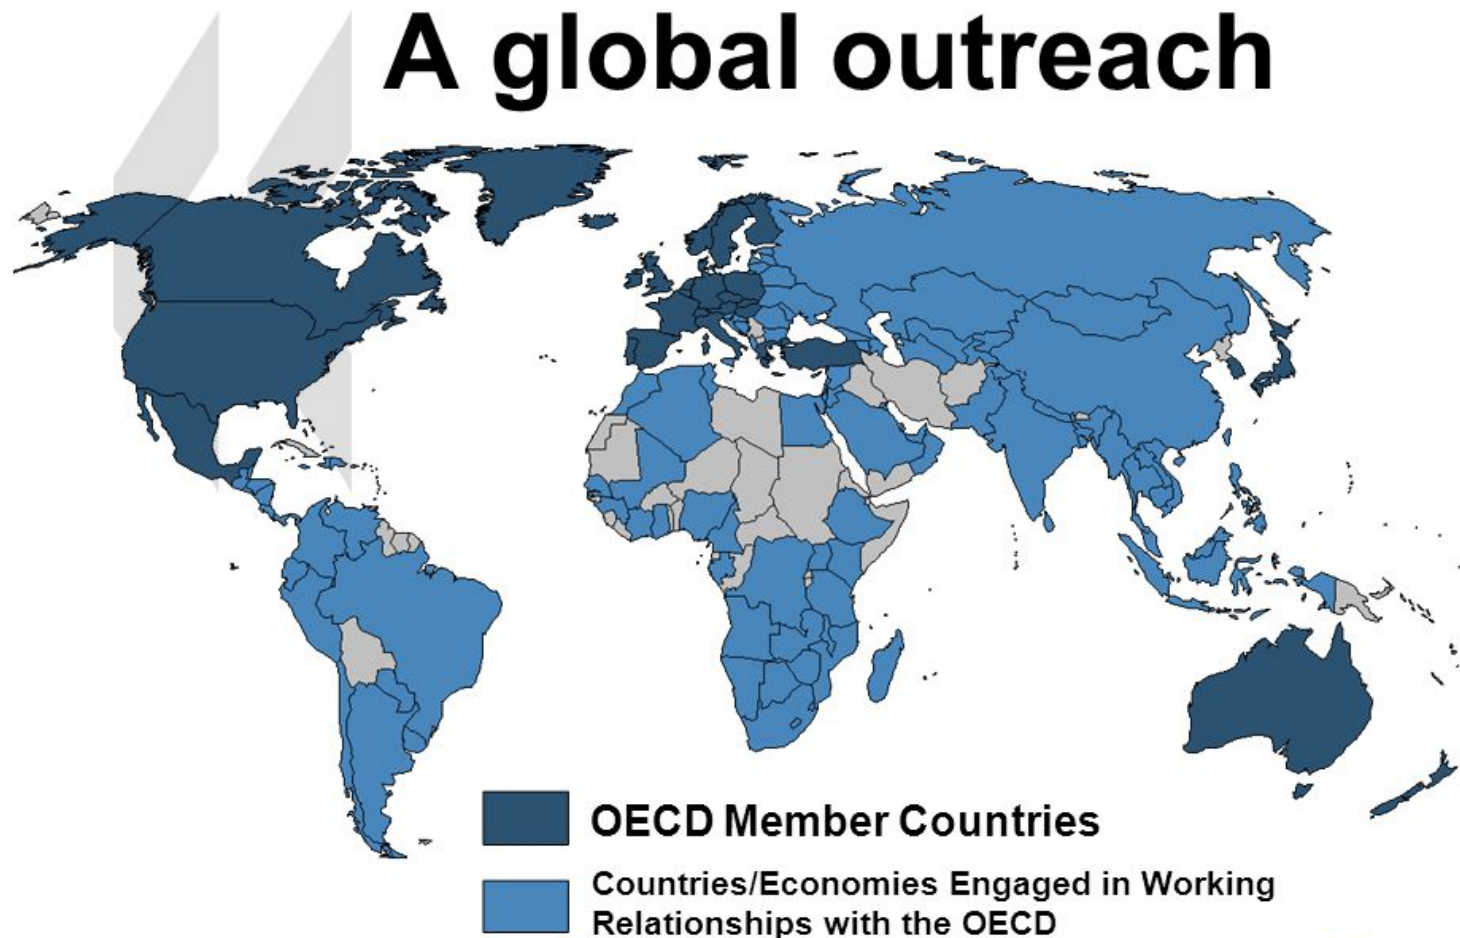 A global outreach
OECD Member Countries
Countries/Economies Engaged in Working
Relationships with the OECD